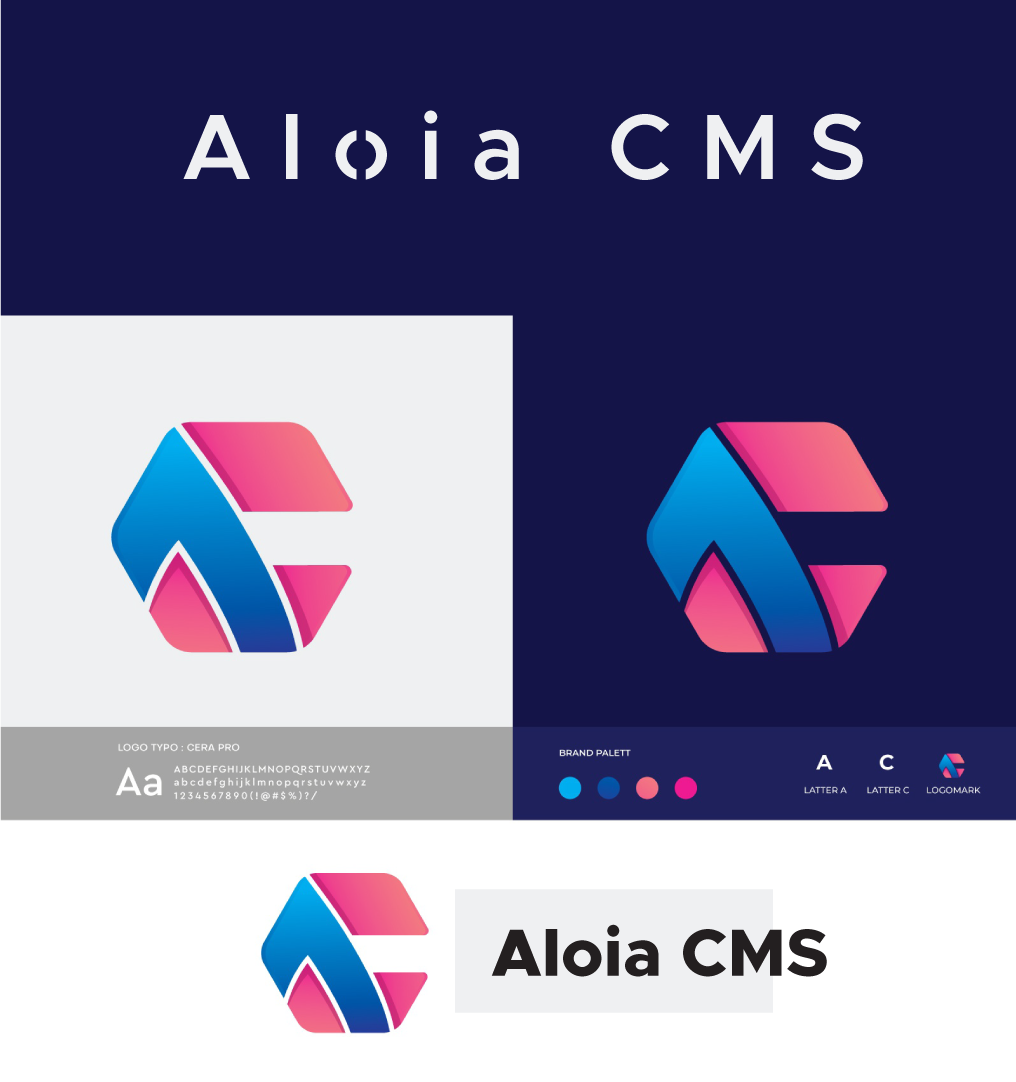 Aloia CMS
LOGO TYPO : CERA PRO
Aa
ABCDEFGHIJKLMNOPQRSTUVWXYZ
abcdefghijklmnopqrstuvwxyz
1234567890(!@#$%)?/
BRAND PALETT
A
C
LATTER A
LATTER C
LOGOMARK
Aloia CMS